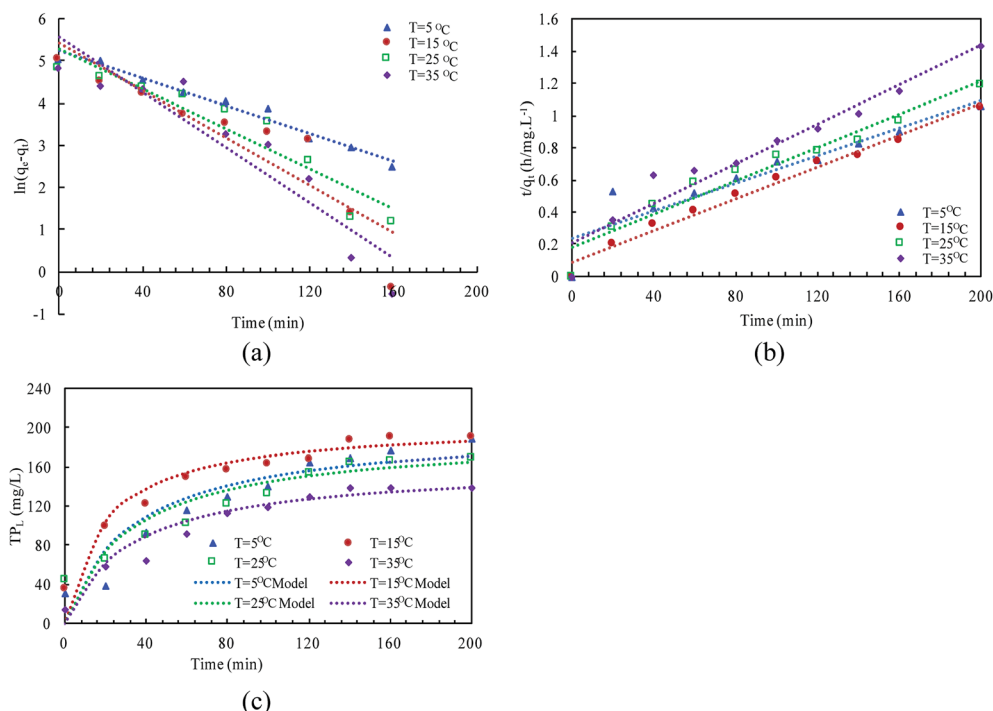 6
5
4
3
2
1
0
-1
ln(qe-qt)
0 40 80 120 160 200
Time (min)
T=5 OC
T=15 OC
T=25 OC
T=35 OC
(a)
1.6
1.4
1.2
1
0.8
0.6
0.4
0.2
0
t/qt (h/mg.L-1)
0 40 80 120 160 200
Time (min)
T=5OC
T=15OC
T=25OC
T=35OC
(b)
240
200
160
120
80
40
0
TPL (mg/L)
0 40 80 120 160 200
Time (min)
T=5OC T=15OC
T=25OC T=35OC
T=5OC Model T=15OC Model
T=25OC Model T=35OC Model
(c)